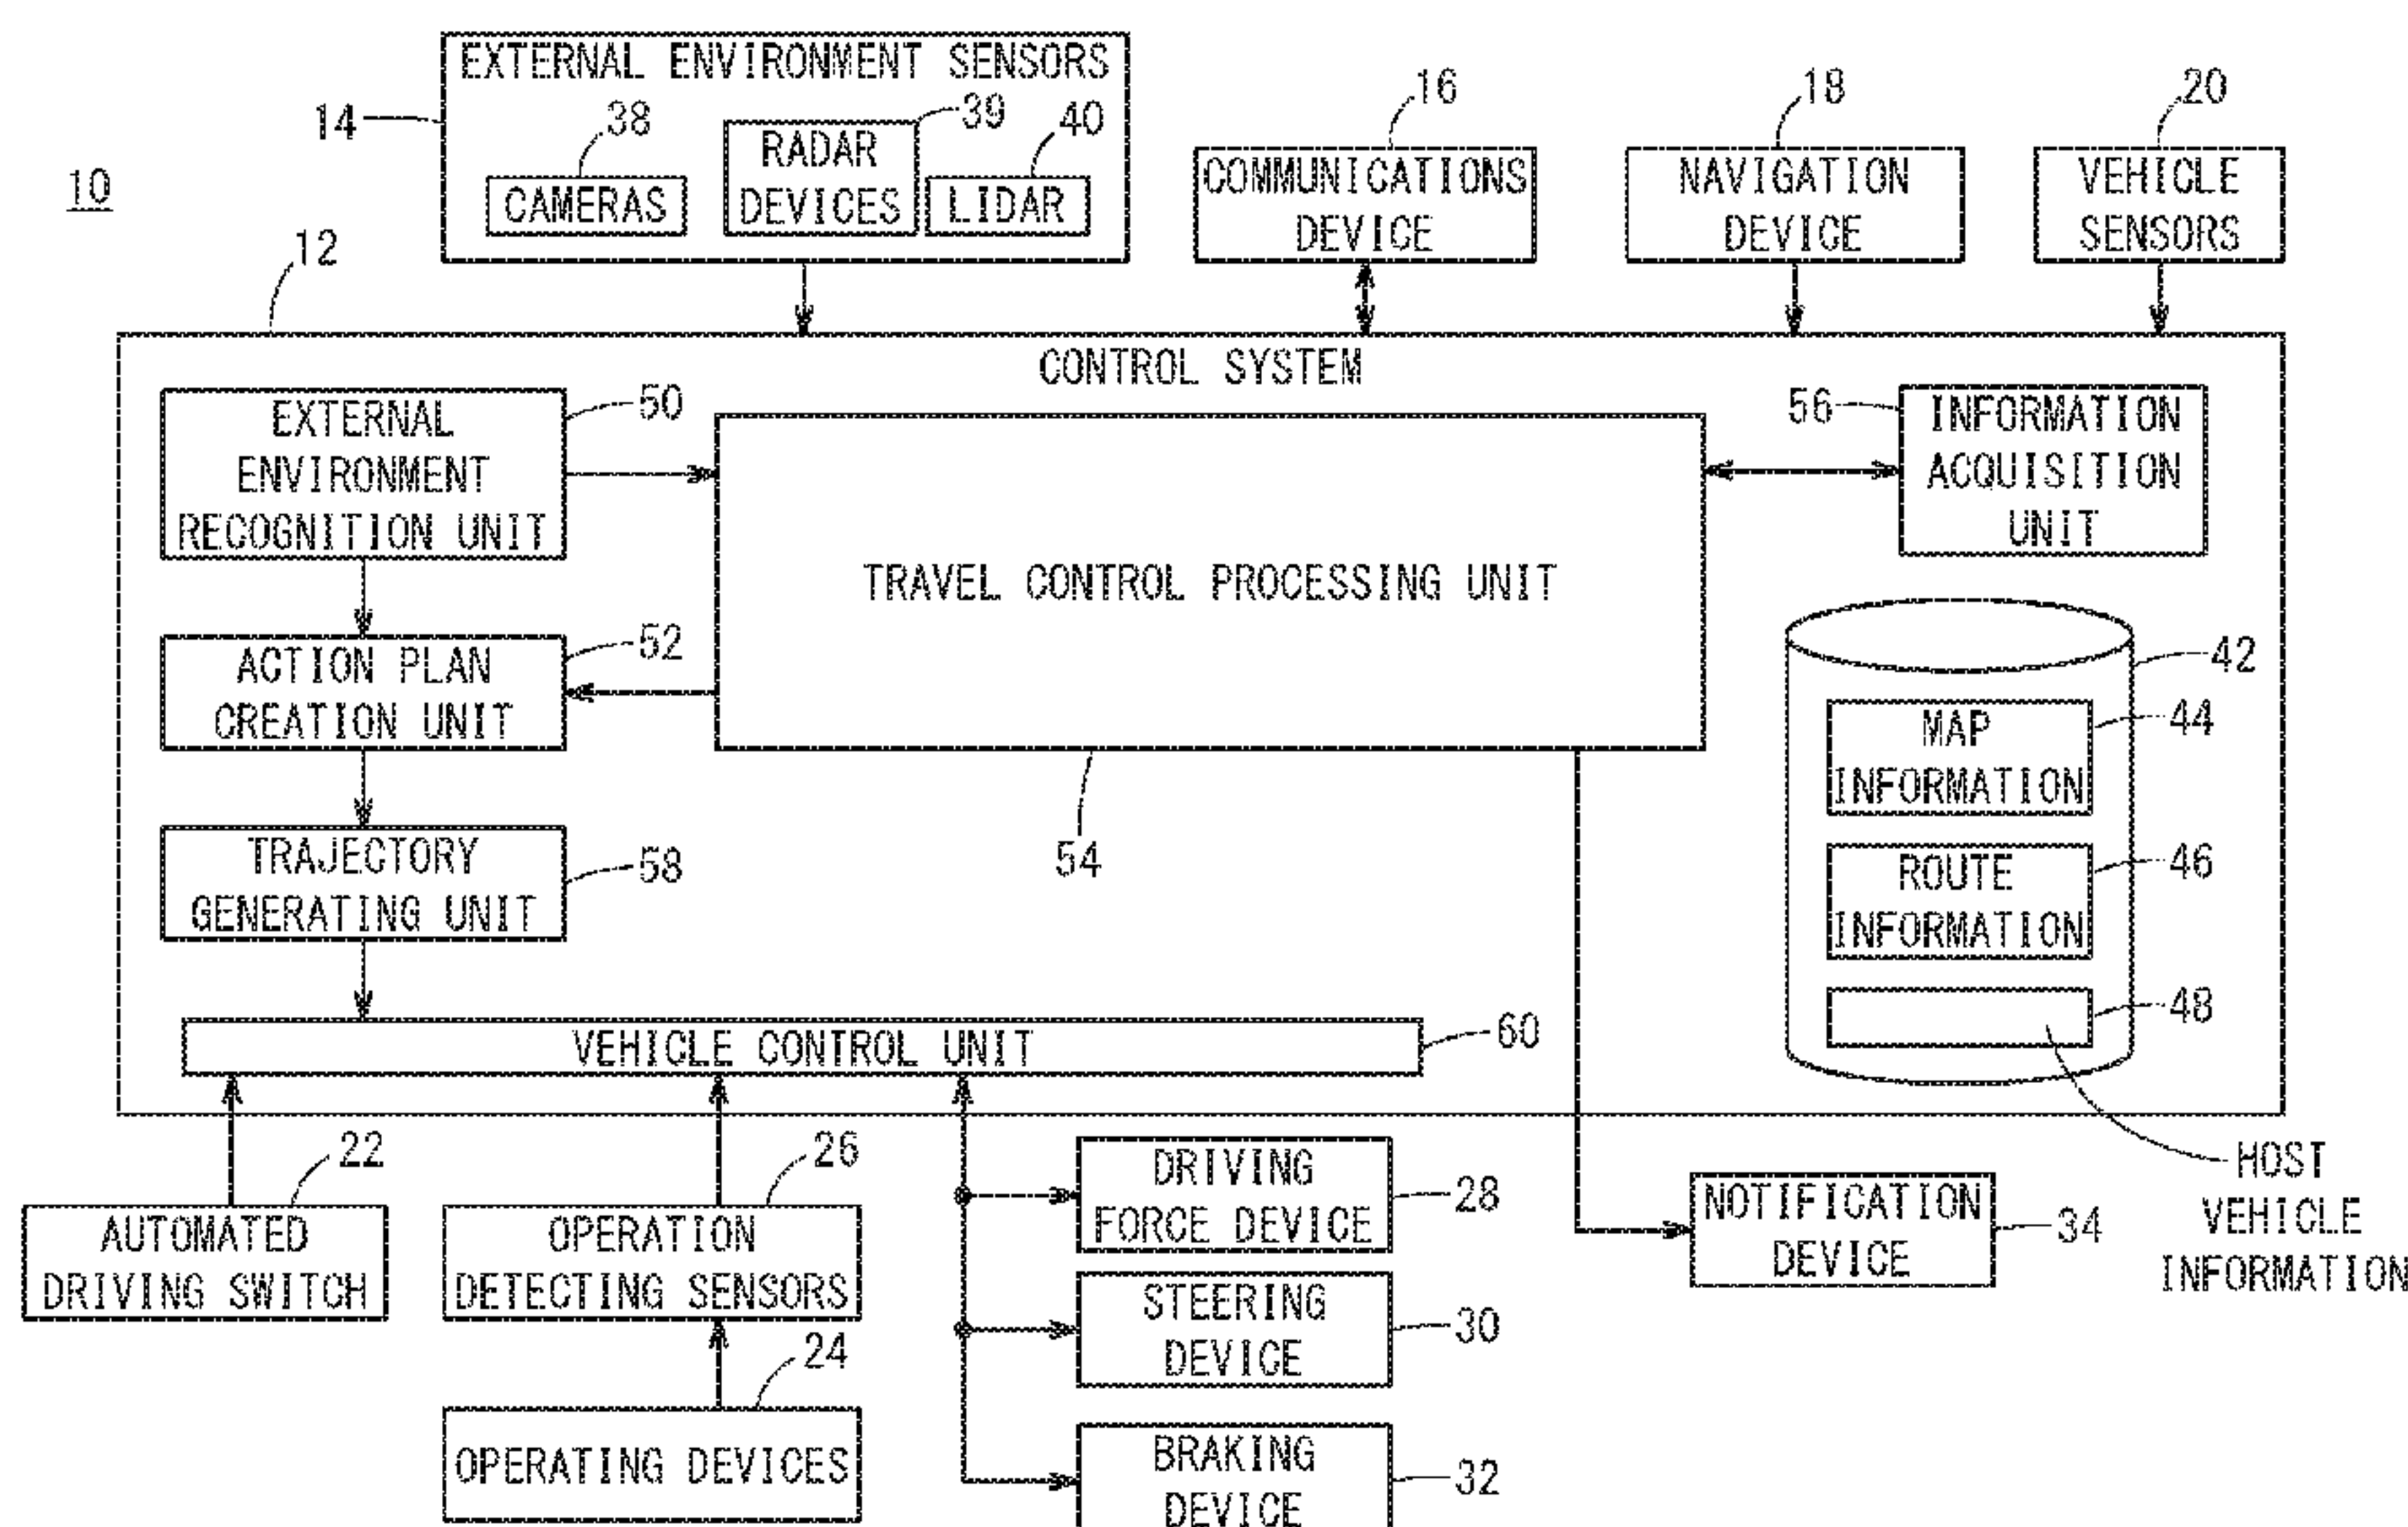 10
EXTERNAL ENVIRONMENT SENSORS
14
38
CAMERAS
39
RADAR
DEVICES
40
LIDAR
16
COMMUNICATIONS
DEVICE
18
NAVIGATION
DEVICE
20
VEHICLE
SENSORS
12
CONTROL SYSTEM
50
EXTERNAL
ENVIRONMENT
RECOGNITION UNIT
52
ACTION PLAN
CREATION UNIT
58
TRAJECTORY
GENERATING UNIT
TRAVEL CONTROL PROCESSING UNIT
54
56
INFORMATION
ACQUISITION
UNIT
42
MAP
INFORMATION
44
ROUTE
INFORMATION
46
48
VEHICLE CONTROL UNIT
60
22
AUTOMATED
DRIVING SWITCH
26
OPERATION
DETECTING SENSORS
24
OPERATING DEVICES
DRIVING
FORCE DEVICE
28
STEERING
DEVICE
30
BRAKING
DEVICE
32
NOTIFICATION
DEVICE
34
HOST
VEHICLE
INFORMATION